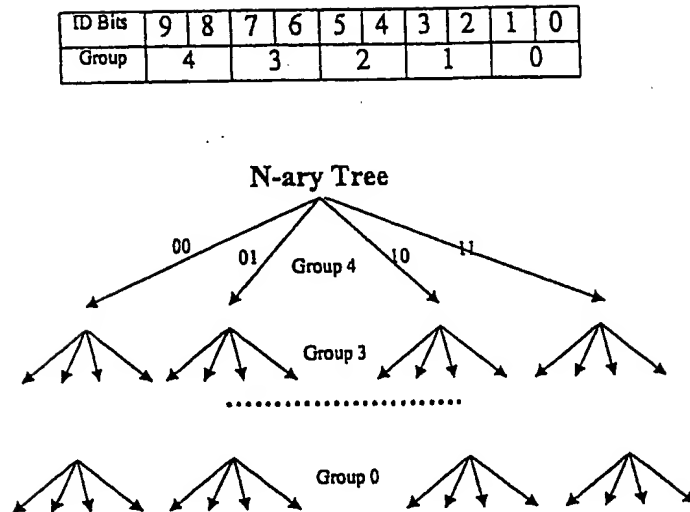 ID Bits 9 8 7 6 5 4 3 2 1 0
Group 4 3 2 1 0
N-ary Tree
00 01 Group 4 10 11
Group 3
Group 0